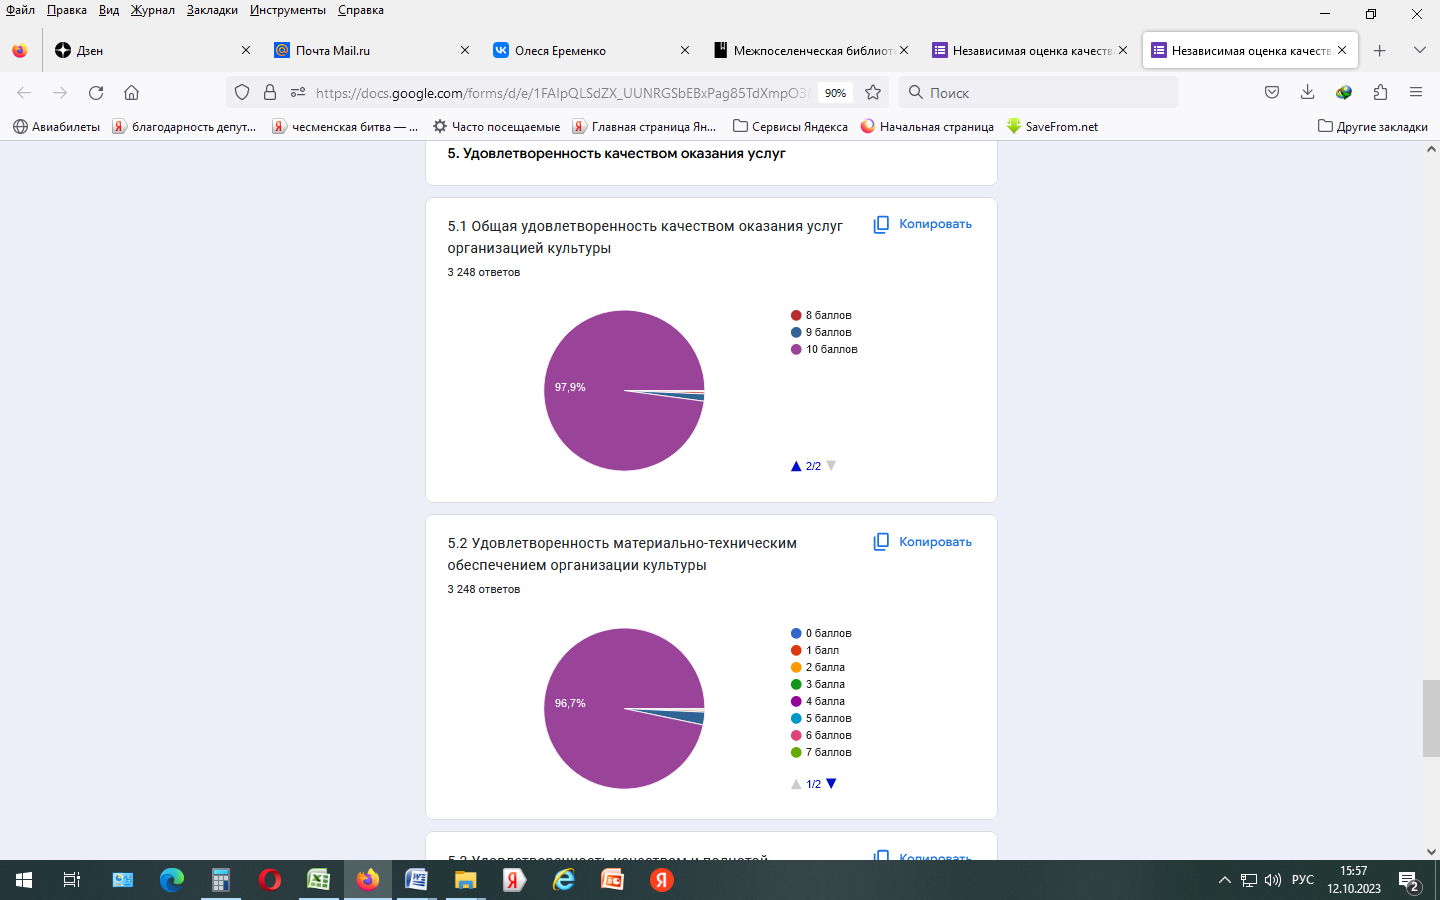 Файл Правка Вид Журнал Закладки Инструменты Справка
Дзен
Почта Mail.ru
Олеся Еременко
Межпоселенческая библиоте
Независимая оценка качеств
Независимая оценка качеств
https://docs.google.com/forms/d/e/1FAIpQLSdZX_UUNRGSbEBxPag85TdXmpO3
90%
Поиск
Авиабилеты
благодарность депут...
чесменская битва — ...
Часто посещаемые
Главная страница Ян...
Сервисы Яндекса
Начальная страница
SaveFrom.net
Другие закладки
5. Удовлетворенность качеством оказания услуг
5.1 Общая удовлетворенность качеством оказания услуг
организацией культуры
Копировать
3 248 ответов
97,9%
8 баллов
9 баллов
10 баллов
2/2
5.2 Удовлетворенность материально-техническим
обеспечением организации культуры
Копировать
3 248 ответов
96,7%
0 баллов
1 балл
2 балла
3 балла
4 балла
5 баллов
6 баллов
7 баллов
1/2
5.3 Удовлетворенность качеством и полнотой
Копировать
РУС
15:57
12.10.2023
2